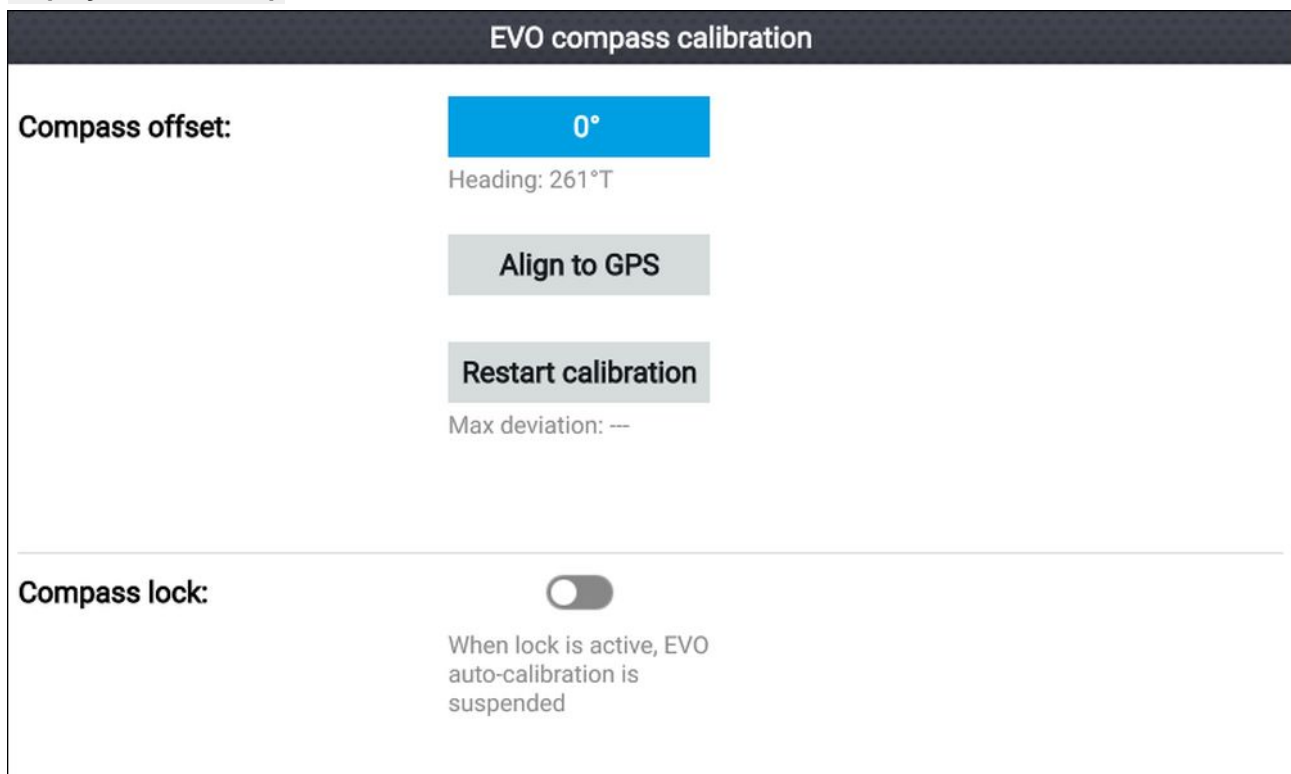 EVO compass calibration
Compass offset:
0°
Heading: 261°T
Align to GPS
Restart calibration
Max deviation: ---
Compass lock:
When lock is active, EVO
auto-calibration is
suspended